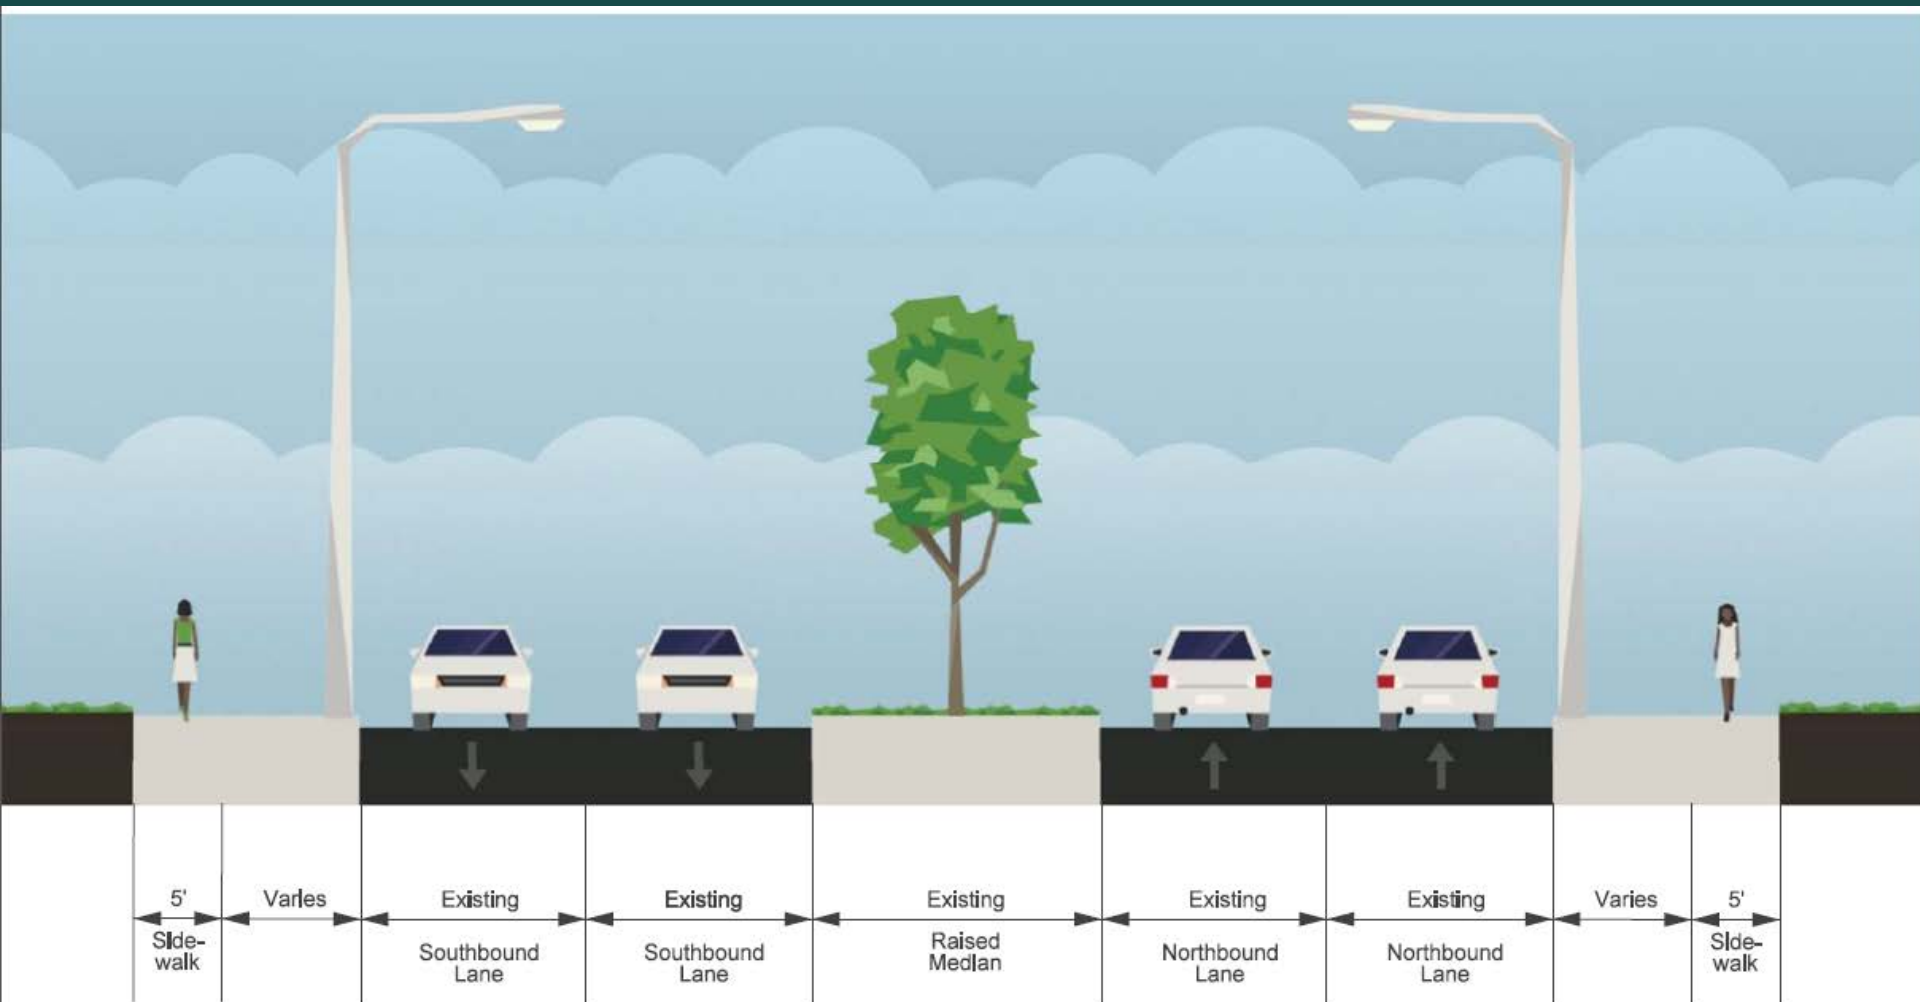 5'
Varies
Existing
Existing
Existing
Existing
Existing
Varies
5'
Side-
walk
Southbound
Lane
Southbound
Lane
Raised
Median
Northbound
Lane
Northbound
Lane
Side-
walk